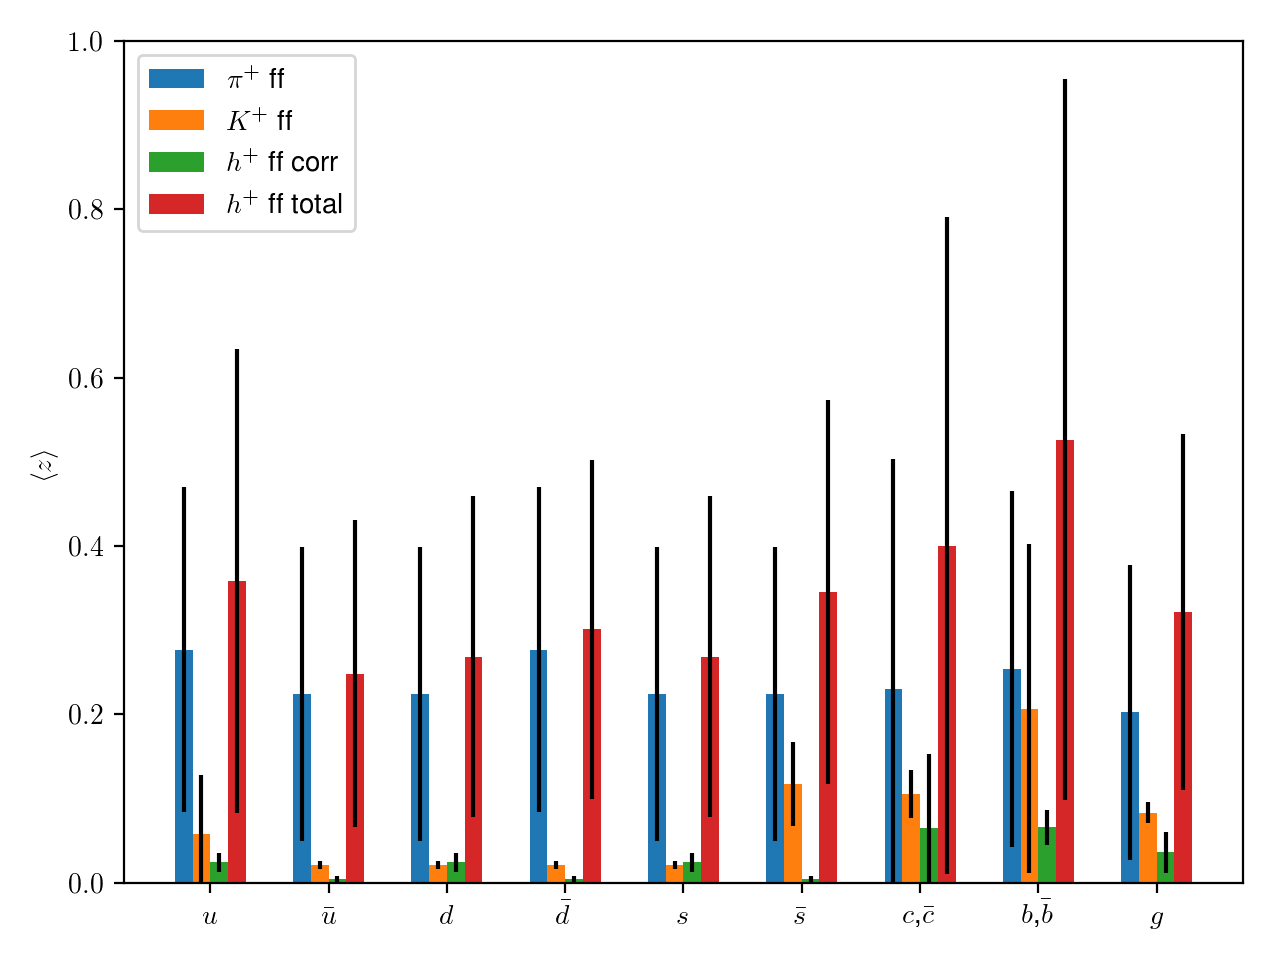 1.0
0.8
0.6
0.4
0.2
0.0
⟨z⟩
π⁺ ff
K⁺ ff
h⁺ ff corr
h⁺ ff total
u
ū
d
d̄
s
s̄
c,c̄
b,b̄
g